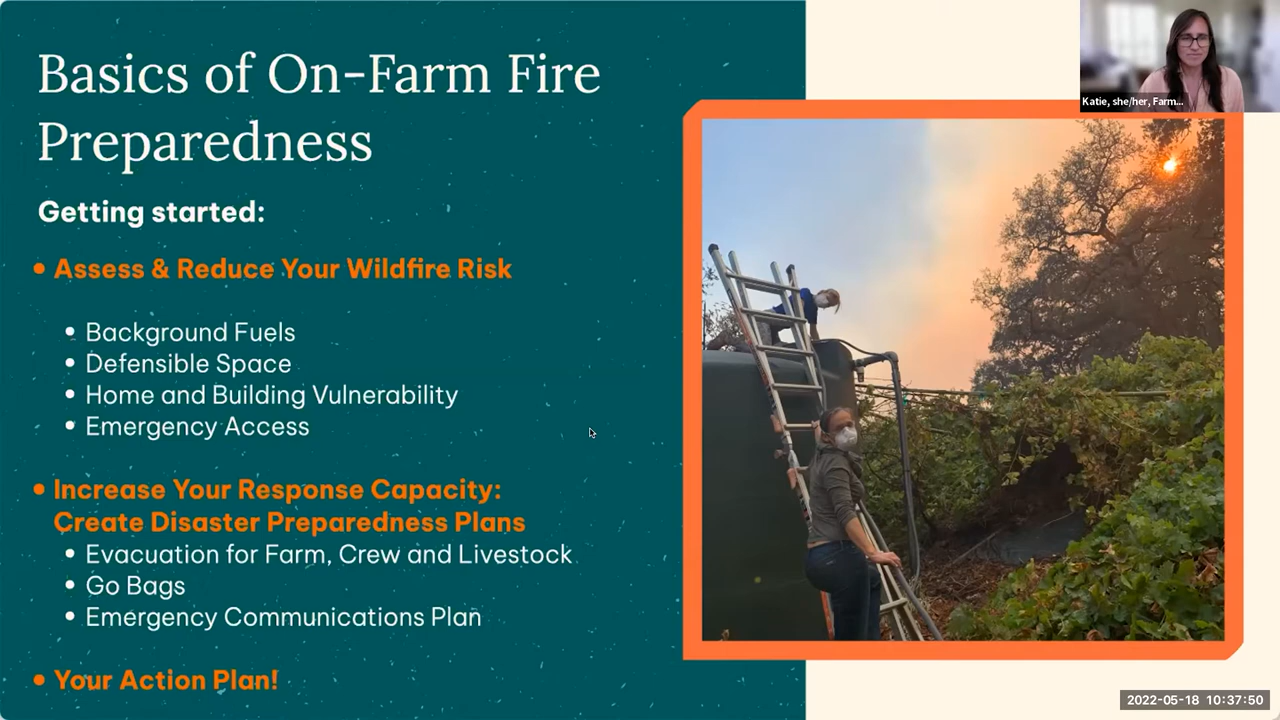 Basics of On-Farm Fire
Preparedness
Getting started:
• Assess & Reduce Your Wildfire Risk
• Background Fuels
• Defensible Space
• Home and Building Vulnerability
• Emergency Access
• Increase Your Response Capacity:
Create Disaster Preparedness Plans
• Evacuation for Farm, Crew and Livestock
• Go Bags
• Emergency Communications Plan
• Your Action Plan!
Katie, she/her, Farm...
2022-05-18 10:37:50